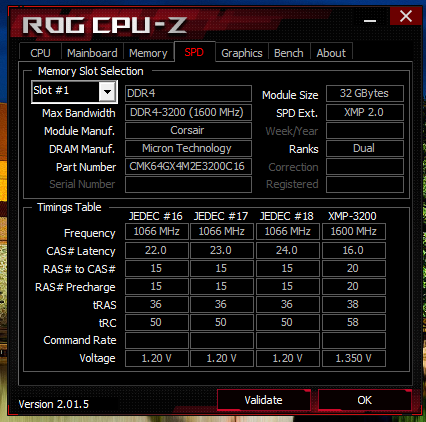 ROG CPU-Z
CPU Mainboard Memory SPD Graphics Bench About
Memory Slot Selection
Slot #1 DDR4 Module Size 32 GBytes
Max Bandwidth DDR4-3200 (1600 MHz) SPD Ext. XMP 2.0
Module Manuf. Corsair Week/Year
DRAM Manuf. Micron Technology Ranks Dual
Part Number CMK64GX4M2E3200C16 Correction
Serial Number Registered
Timings Table
JEDEC #16 JEDEC #17 JEDEC #18 XMP-3200
Frequency 1066 MHz 1066 MHz 1066 MHz 1600 MHz
CAS# Latency 22.0 23.0 24.0 16.0
RAS# to CAS# 15 15 15 20
RAS# Precharge 15 15 15 20
tRAS 36 36 36 38
tRC 50 50 50 58
Command Rate
Voltage 1.20 V 1.20 V 1.20 V 1.350 V
Version 2.01.5 Validate OK